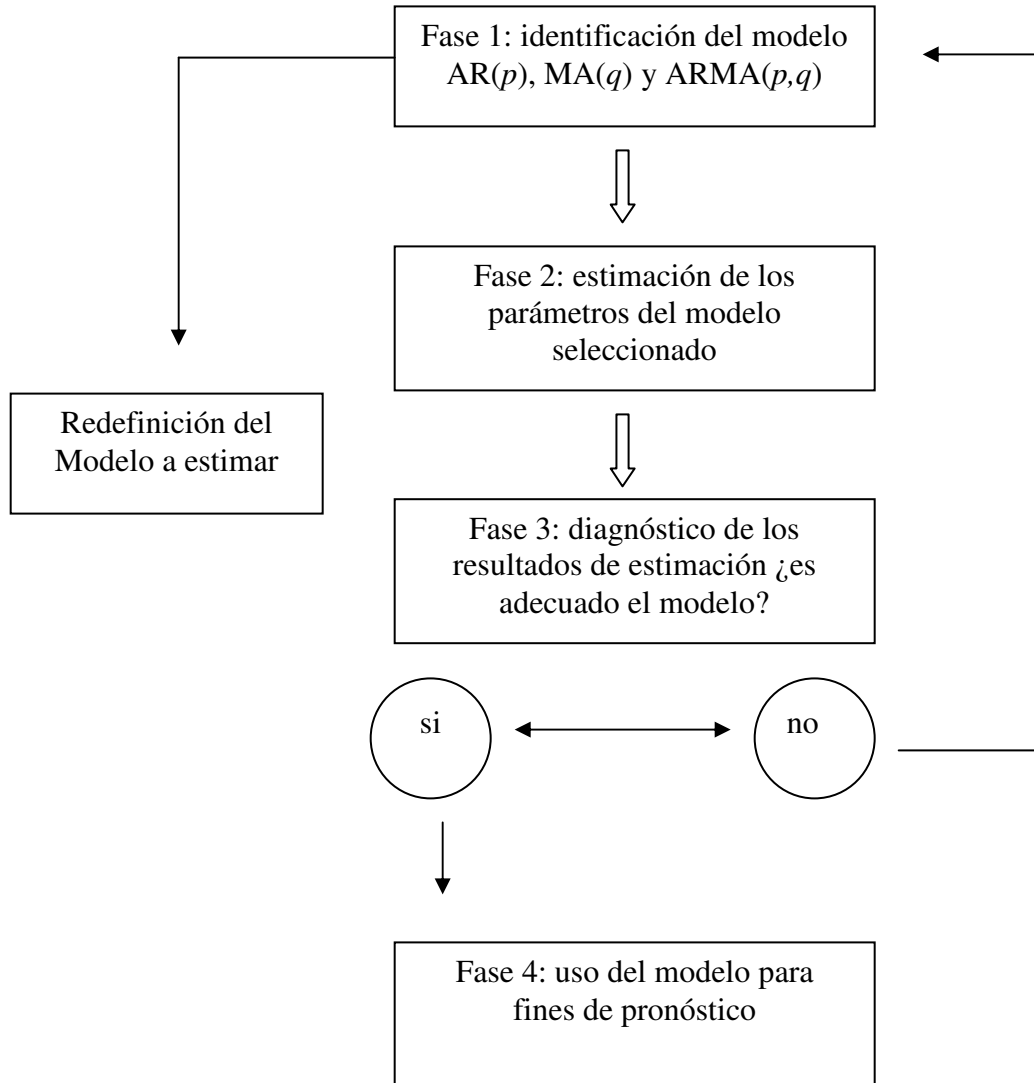 Fase 1: identificación del modelo
AR(p), MA(q) y ARMA(p,q)
Fase 2: estimación de los
parámetros del modelo
seleccionado
Redefinición del
Modelo a estimar
Fase 3: diagnóstico de los
resultados de estimación ¿es
adecuado el modelo?
si
no
Fase 4: uso del modelo para
fines de pronóstico